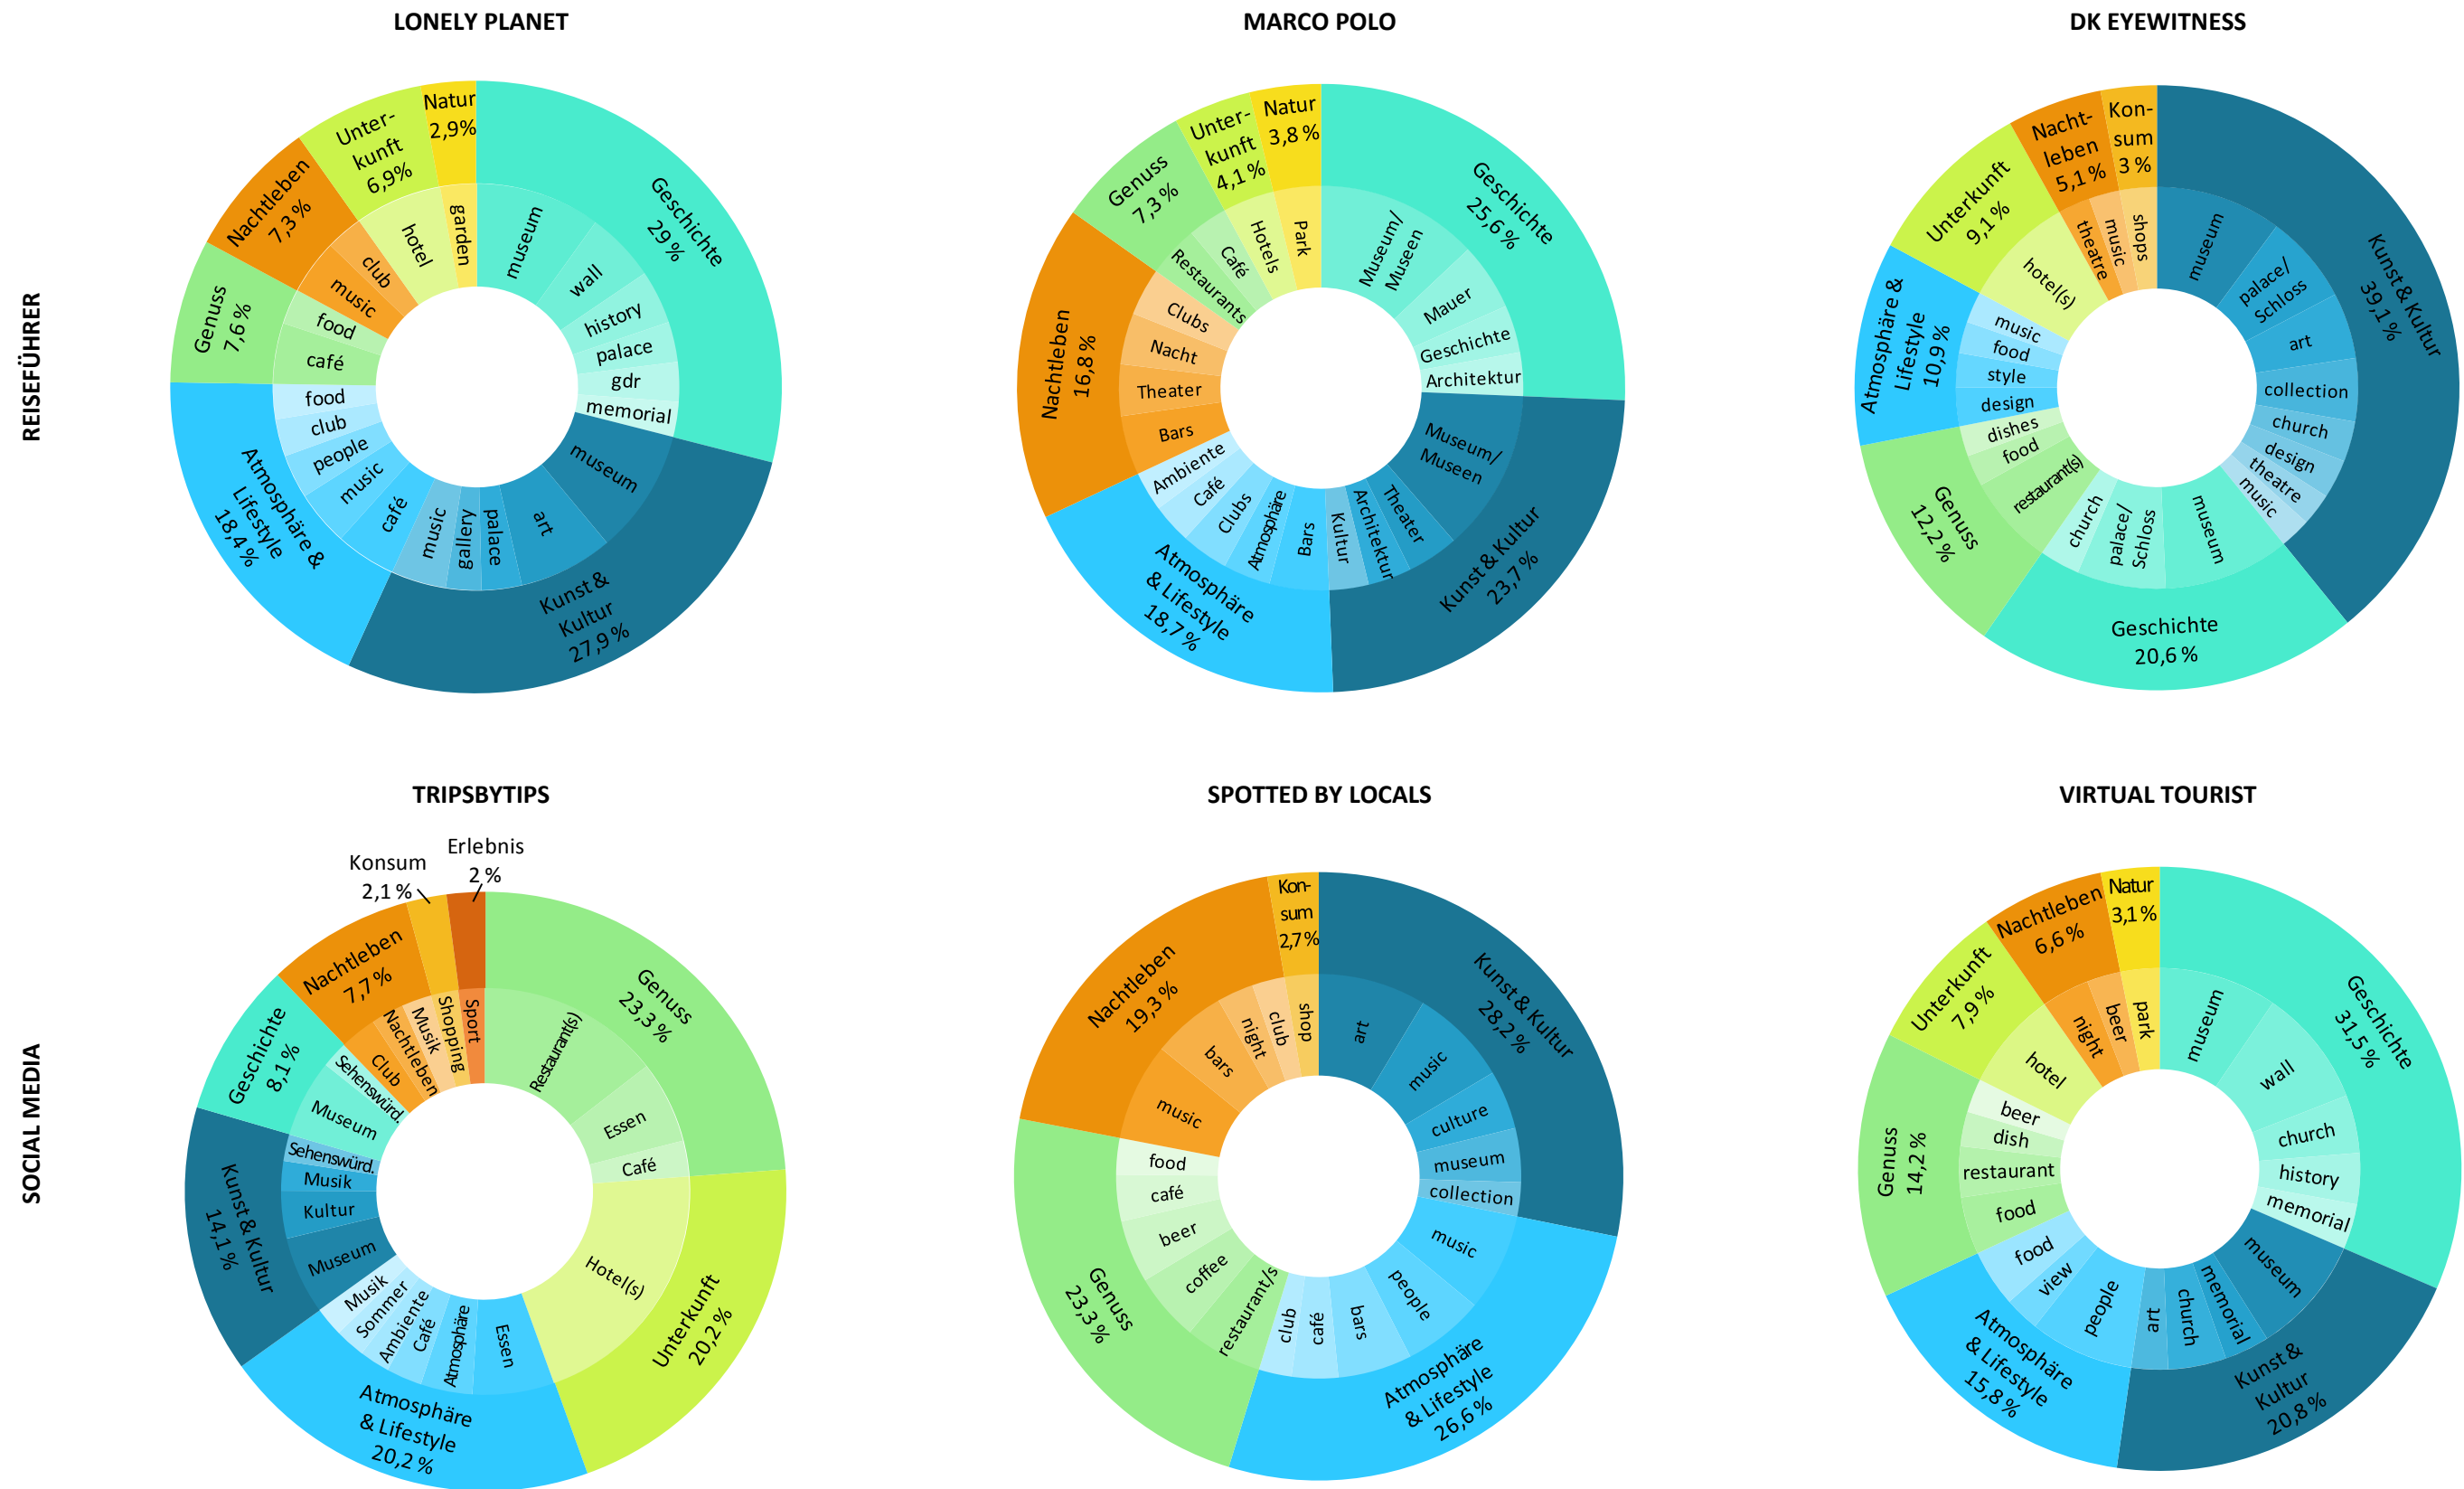 LONELY PLANET
MARCO POLO
DK EYEWITNESS
REISEFÜHRER
Geschichte
29 %
museum
wall
history
palace
gdr
memorial
Kunst &
Kultur
27,9 %
museum
art
palace
gallery
music
Atmosphäre &
Lifestyle
18,4 %
café
music
people
club
food
Genuss
7,6 %
café
food
Nachtleben
7,3 %
music
club
Unter-
kunft
6,9%
hotel
Natur
2,9%
garden
Geschichte
25,6 %
Museum/
Museen
Mauer
Geschichte
Architektur
Kunst & Kultur
23,7 %
Museum/
Museen
Theater
Architektur
Kultur
Atmosphäre
& Lifestyle
18,7 %
Bars
Atmosphäre
Clubs
Café
Ambiente
Nachtleben
16,8 %
Bars
Theater
Nacht
Clubs
Genuss
7,3 %
Restaurants
Café
Unter-
kunft
4,1 %
Hotels
Natur
3,8 %
Park
Kunst & Kultur
39,1 %
museum
palace/
Schloss
art
collection
church
design
theatre
music
Geschichte
20,6 %
museum
palace/
Schloss
church
Genuss
12,2 %
restaurant(s)
food
dishes
Atmosphäre &
Lifestyle
10,9 %
design
style
food
music
Unterkunft
9,1 %
hotel(s)
Nacht-
leben
5,1 %
theatre
music
Kon-
sum
3 %
shops
TRIPSBYTIPS
SPOTTED BY LOCALS
VIRTUAL TOURIST
SOCIAL MEDIA
Genuss
23,3 %
Restaurant(s)
Essen
Café
Unterkunft
20,2 %
Hotel(s)
Atmosphäre
& Lifestyle
20,2 %
Essen
Atmosphäre
Café
Ambiente
Sommer
Musik
Kunst & Kultur
14,1 %
Museum
Kultur
Musik
Sehenswürd.
Geschichte
8,1 %
Museum
Sehenswürd.
Nachtleben
7,7 %
Club
Nachtleben
Musik
Konsum
2,1 %
Shopping
Erlebnis
2 %
Sport
Kunst & Kultur
28,2 %
art
music
culture
museum
collection
Atmosphäre
& Lifestyle
26,6 %
music
people
bars
café
club
Genuss
23,3 %
restaurant/s
coffee
beer
café
food
Nachtleben
19,3 %
music
bars
night
club
Kon-
sum
2,7 %
shop
Geschichte
31,5 %
museum
wall
church
history
memorial
Kunst &
Kultur
20,8 %
museum
memorial
church
art
Atmosphäre
& Lifestyle
15,8 %
people
view
food
Genuss
14,2 %
food
restaurant
dish
beer
Unterkunft
7,9 %
hotel
Nachtleben
6,6 %
night
beer
Natur
3,1 %
park